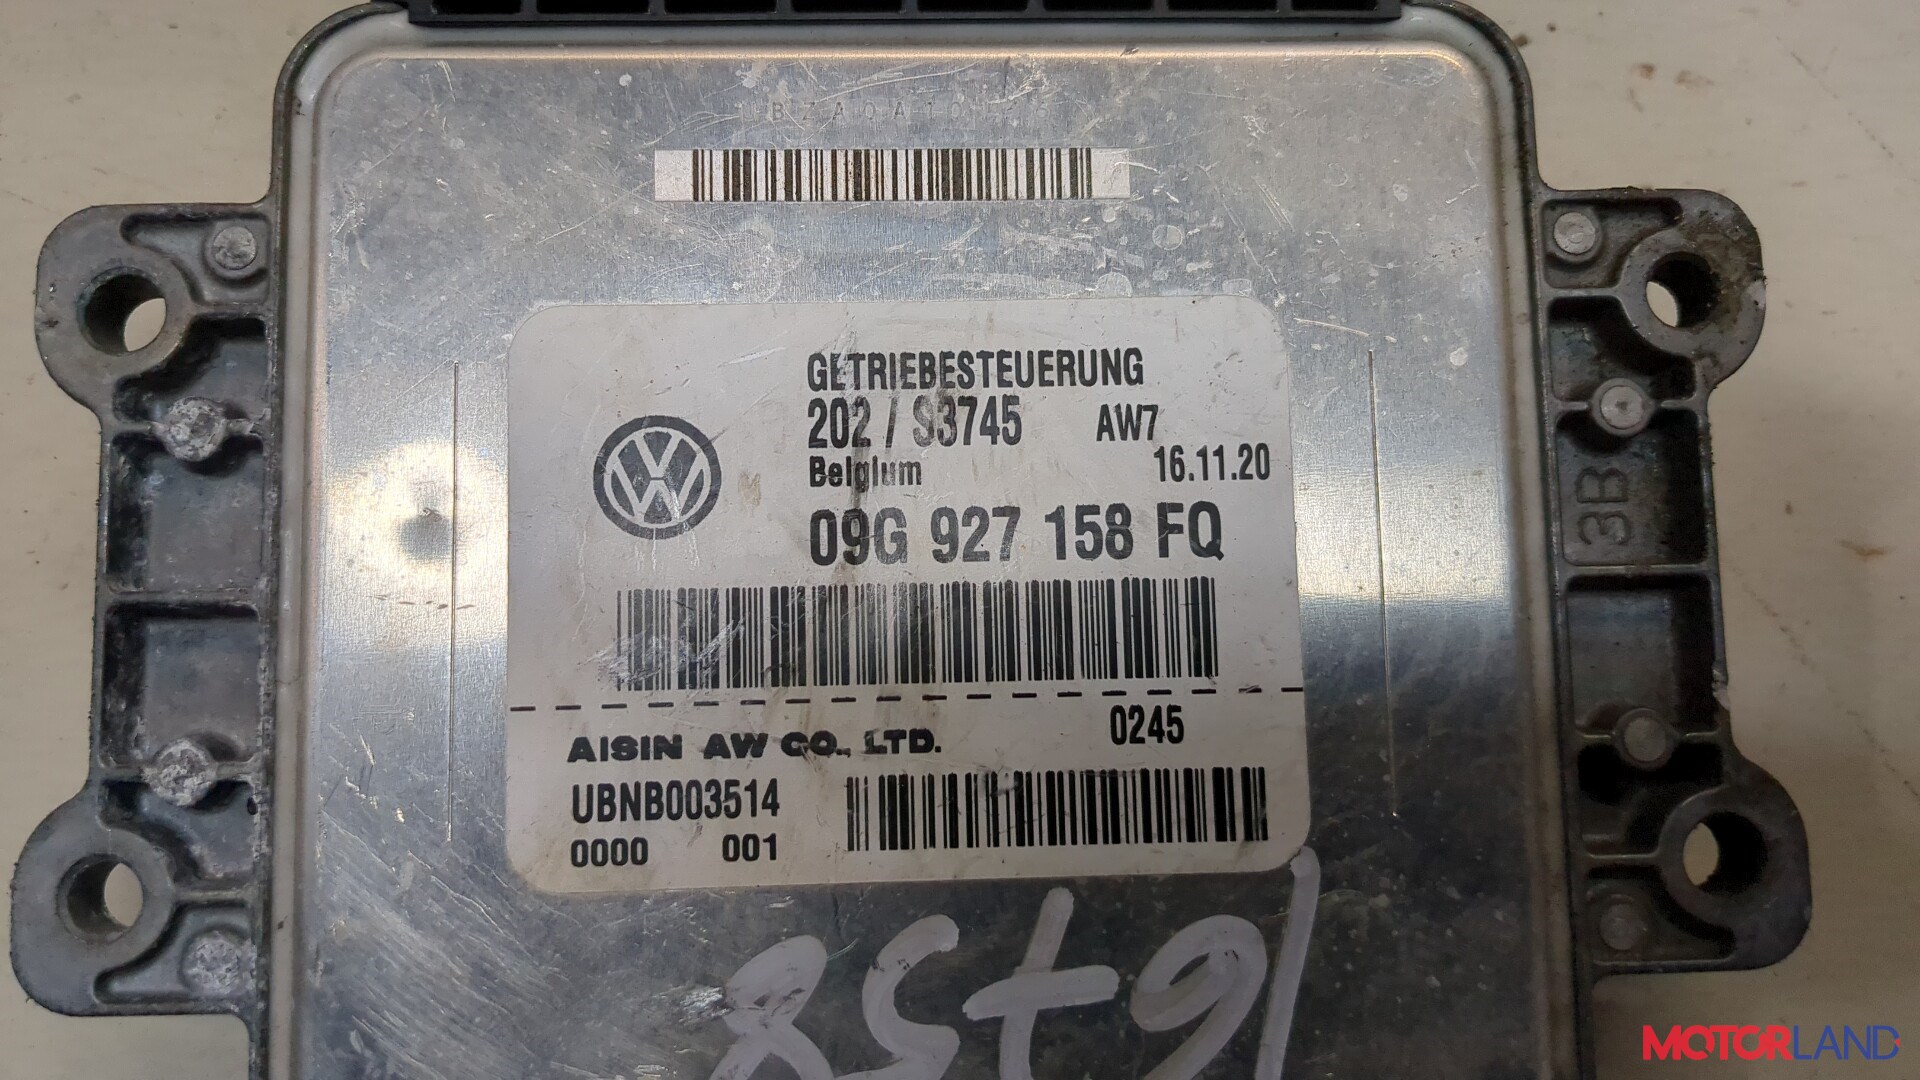 GETRIEBESTEUERUNG
202 / S3745 AW7
Belgium 16.11.20
09G 927 158 FQ
AISIN AW CO., LTD. 0245
UBNB003514
0000 001
3B
MOTORLAND